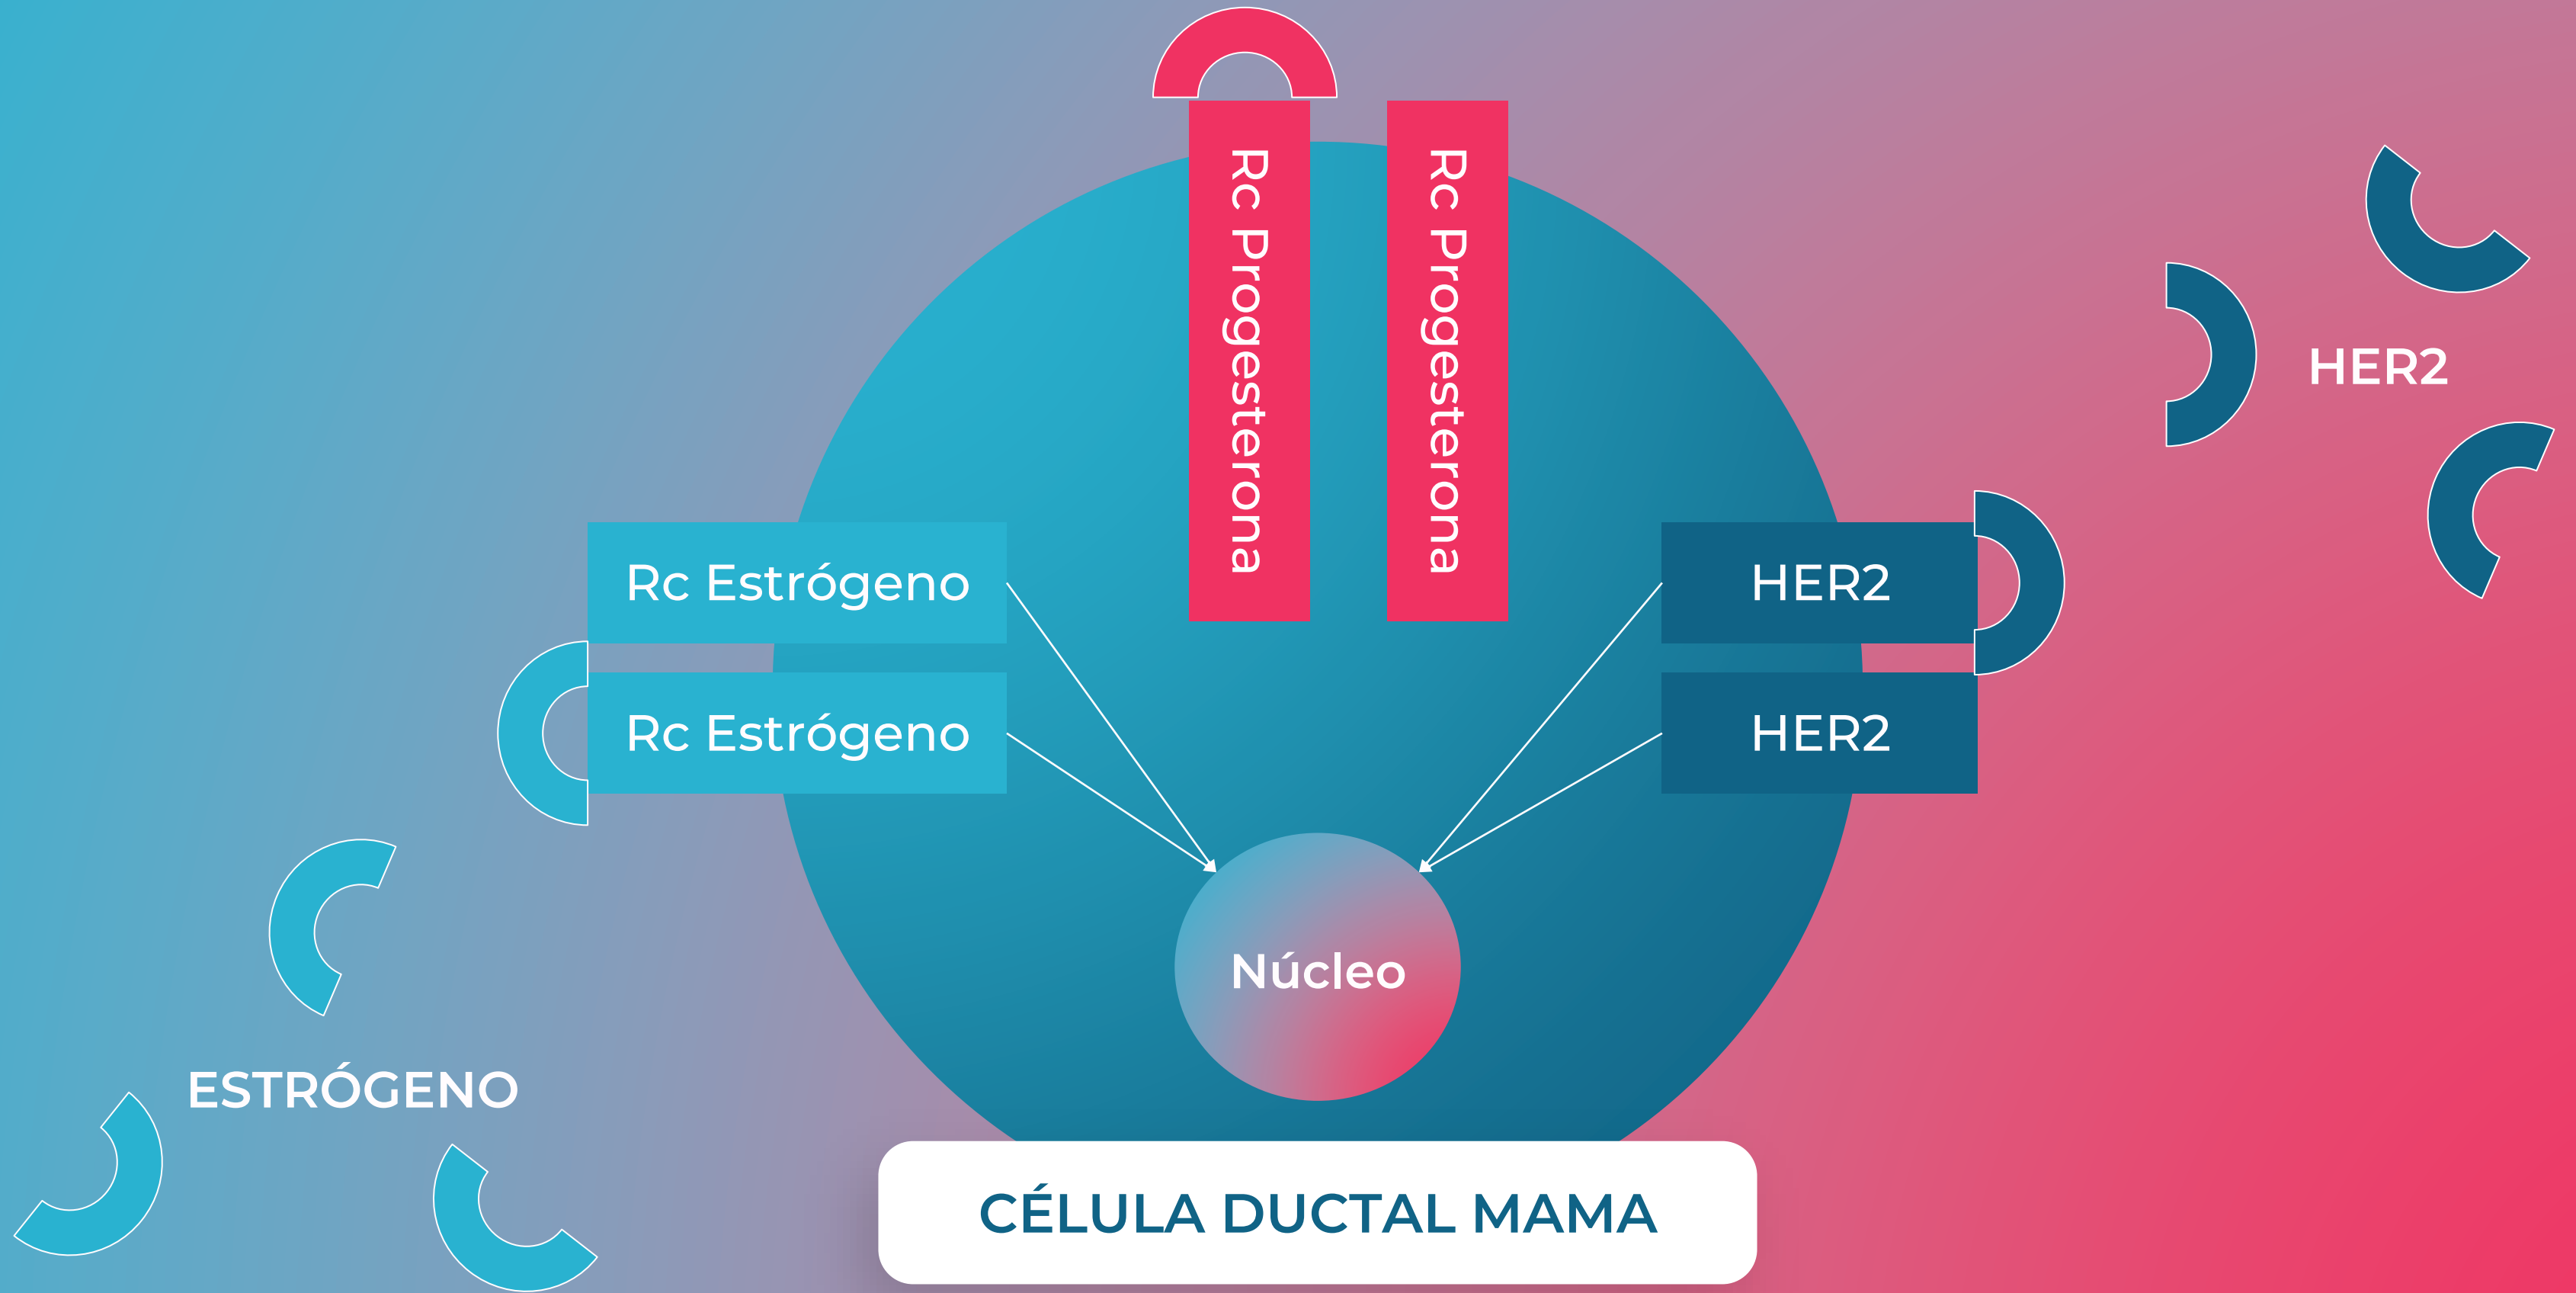 Rc Progesterona
Rc Progesterona
HER2
Rc Estrógeno
HER2
Rc Estrógeno
HER2
Núcleo
ESTRÓGENO
CÉLULA DUCTAL MAMA